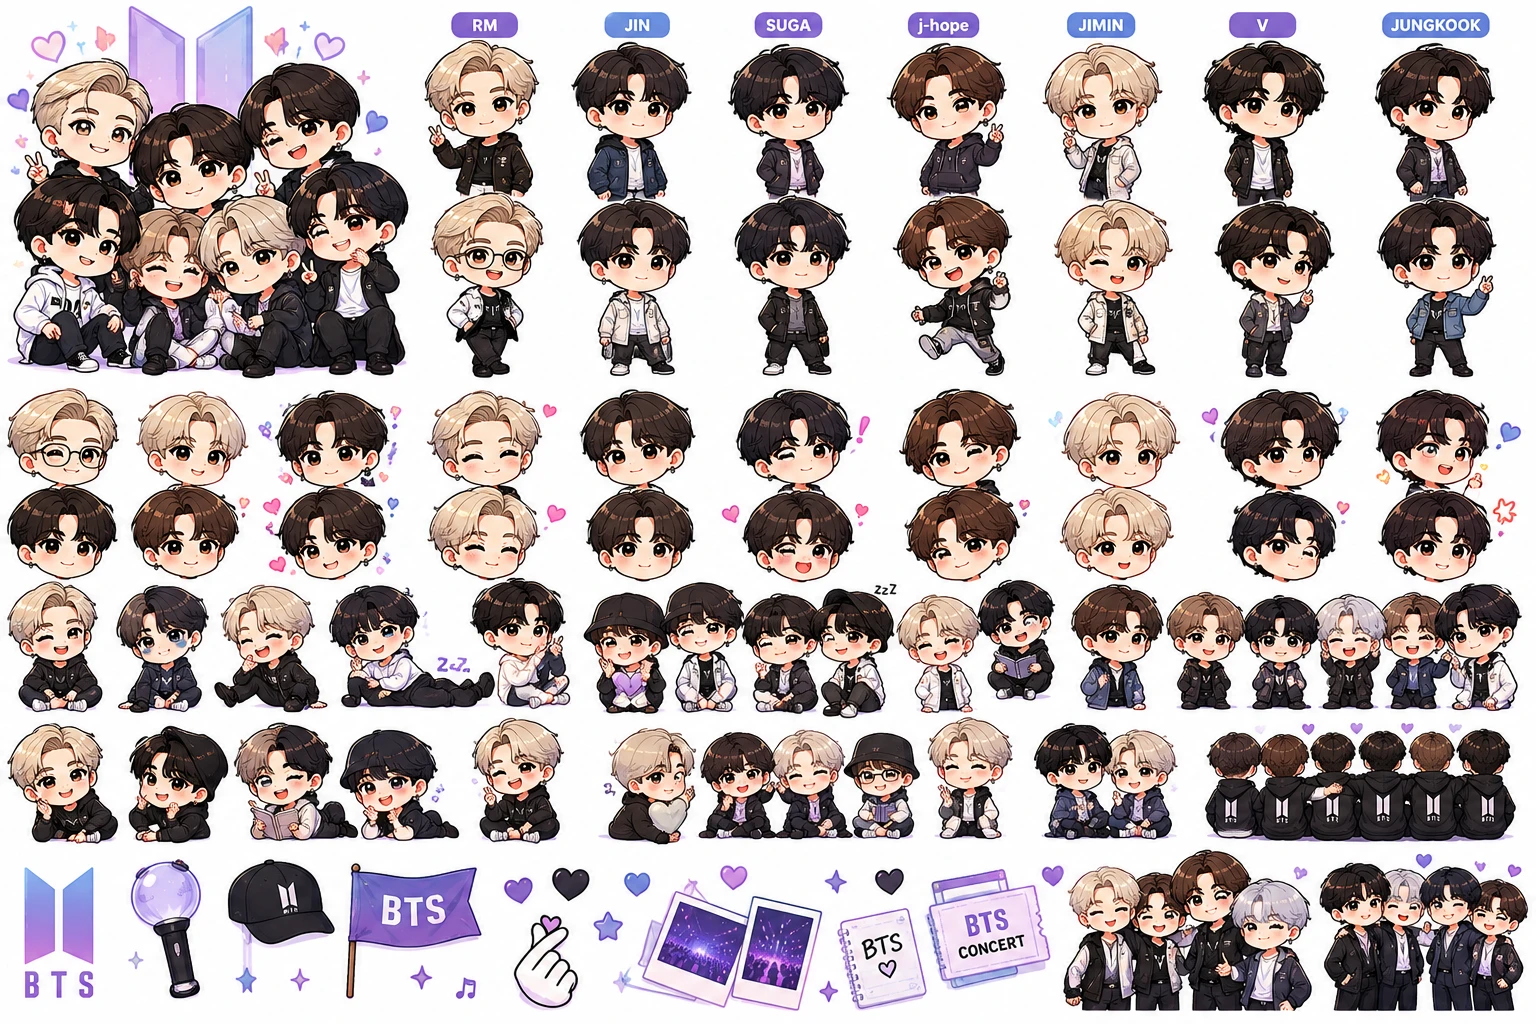 RM
JIN
SUGA
j-hope
JIMIN
V
JUNGKOOK
zzZ
BTS
BTS
BTS
BTS
CONCERT
BTS